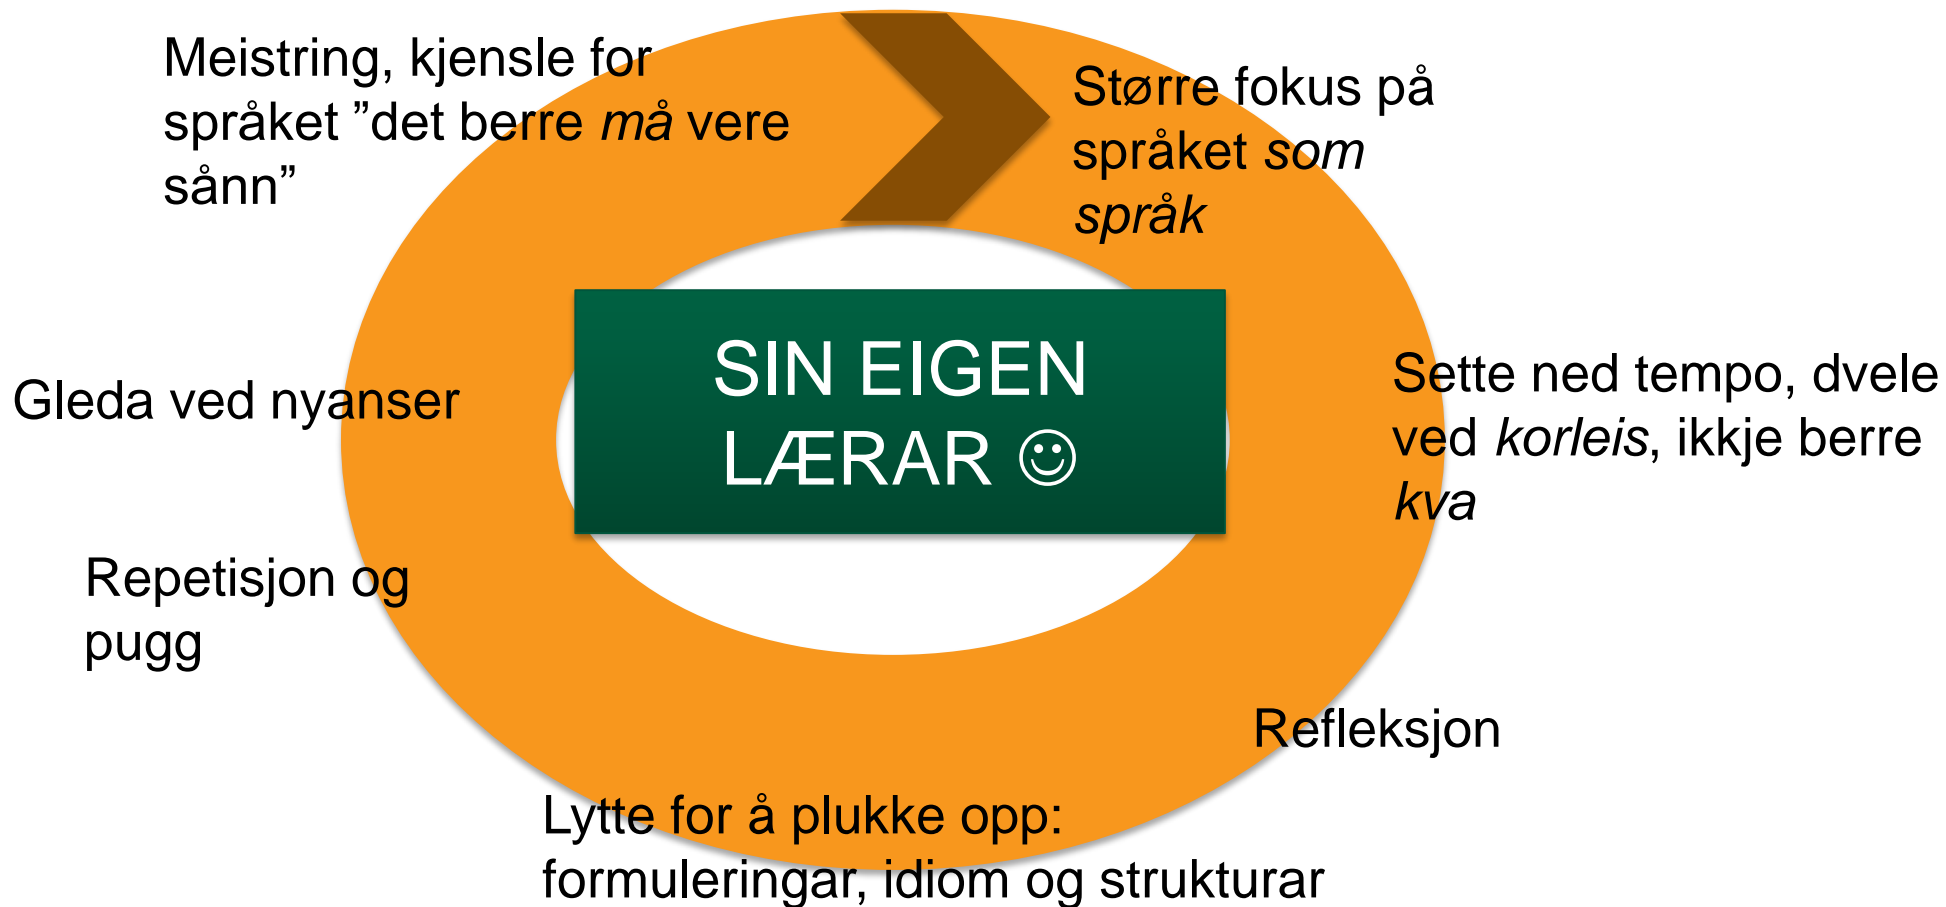 Meistring, kjensle for
språket ”det berre må vere
sånn”
Større fokus på
språket som
språk
SIN EIGEN
LÆRAR ☺
Sette ned tempo, dvele
ved korleis, ikkje berre
kva
Gleda ved nyanser
Repetisjon og
pugg
Refleksjon
Lytte for å plukke opp:
formuleringar, idiom og strukturar